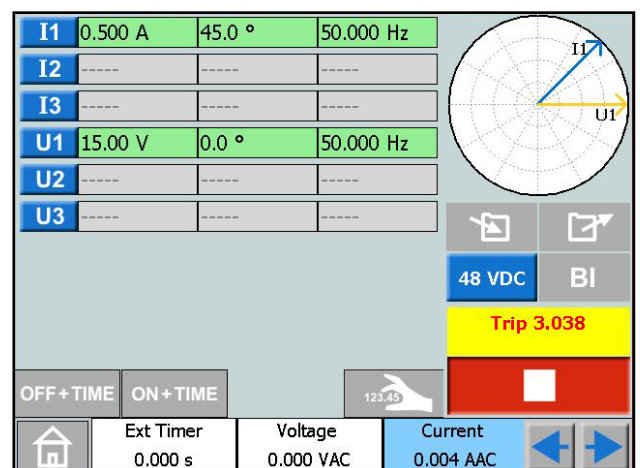 I1 0.500 A 45.0 ° 50.000 Hz
I2 ----- ----- -----
I3 ----- ----- -----
U1 15.00 V 0.0 ° 50.000 Hz
U2 ----- ----- -----
U3 ----- ----- -----
I1
U1
48 VDC BI
Trip 3.038
OFF+TIME ON+TIME 123.45
Ext Timer Voltage Current
0.000 s 0.000 VAC 0.004 AAC